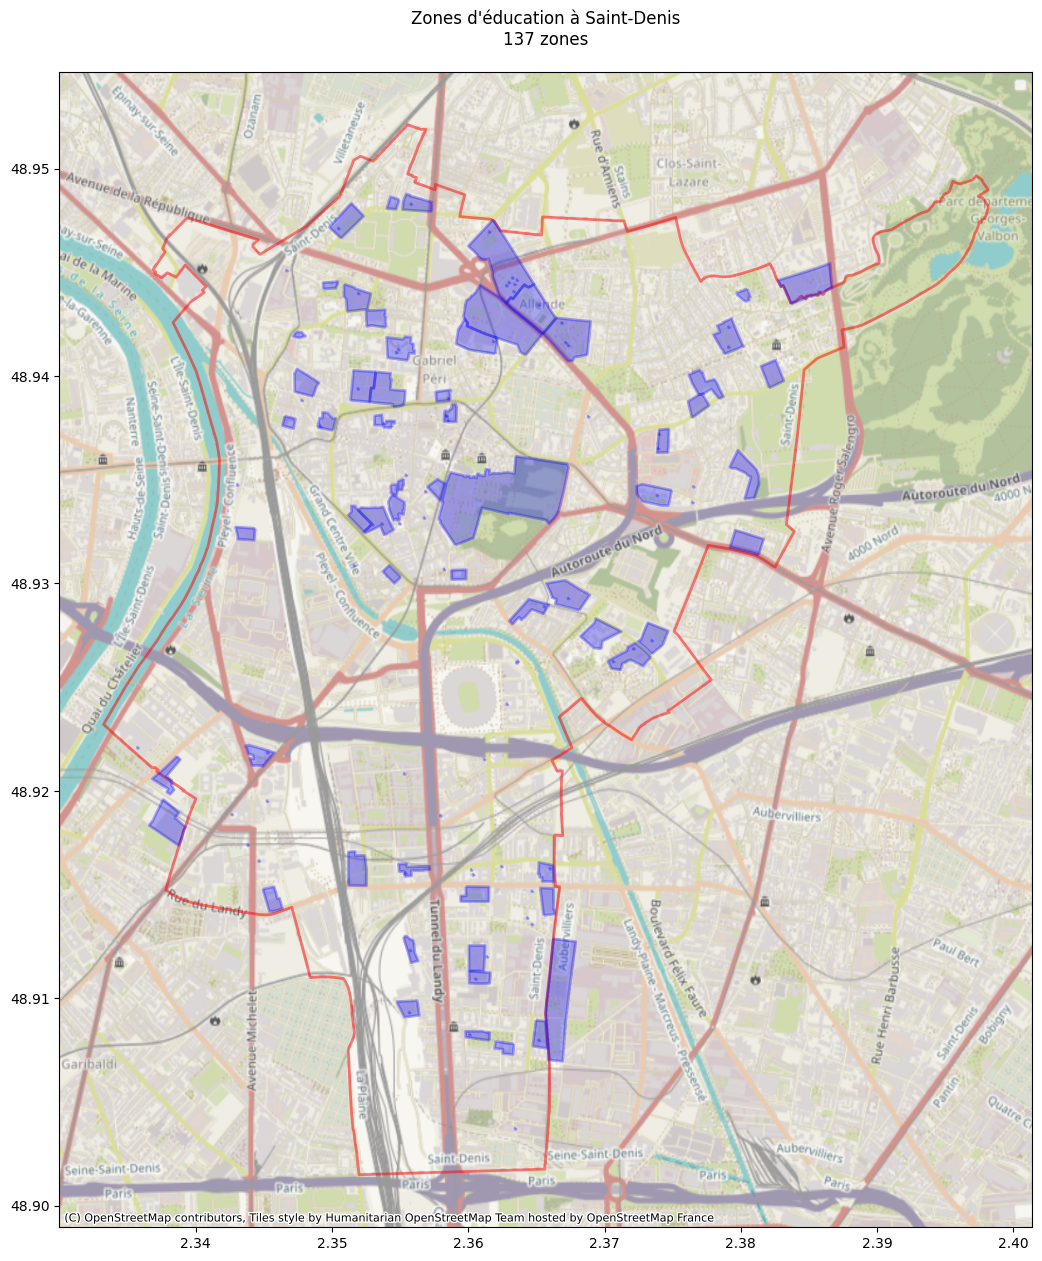 Zones d'éducation à Saint-Denis
137 zones
Épinay-sur-Seine
Ozanam
Villetaneuse
Rue d'Amiens
Stains
Clos-Saint-
Lazare
48.95
Avenue de la République
Saint-Denis
Parc départeme
Georges-
Valbon
ay-sur-Seine
ai de la Marine
de La Seine
e-la-Garenne
Allende
Gabriel
Péri
48.94
L'Île-Saint-Denis
Nanterre
Hauts-de-Seine
Seine-Saint-Denis
Saint-Denis
Saint-Denis
Pleyel - Confluence
Avenue Roger Salengro
Grand Centre Ville
Pleyel - Confluence
Autoroute du Nord
Autoroute du Nord
4000 N
4000 Nord
48.93
L'Île-Saint-Denis
La Seine
Quai du Châtelier
48.92
Aubervilliers
Rue du Landy
Tunnel du Landy
Saint-Denis
Aubervilliers
Boulevard Félix Faure
Landy-Plaine - Marcreux - Pressensé
Rue Henri Barbusse
Paul Bert
48.91
Avenue Michelet
La Plaine
Garibaldi
Saint-Denis
Bobigny
Pantin
Quatre C
Seine-Saint-Denis
Saint-Denis
Seine-Saint-Denis
Aubervilliers
48.90
Paris
Paris
Paris
Paris
Paris
Paris
(C) OpenStreetMap contributors, Tiles style by Humanitarian OpenStreetMap Team hosted by OpenStreetMap France
2.34
2.35
2.36
2.37
2.38
2.39
2.40